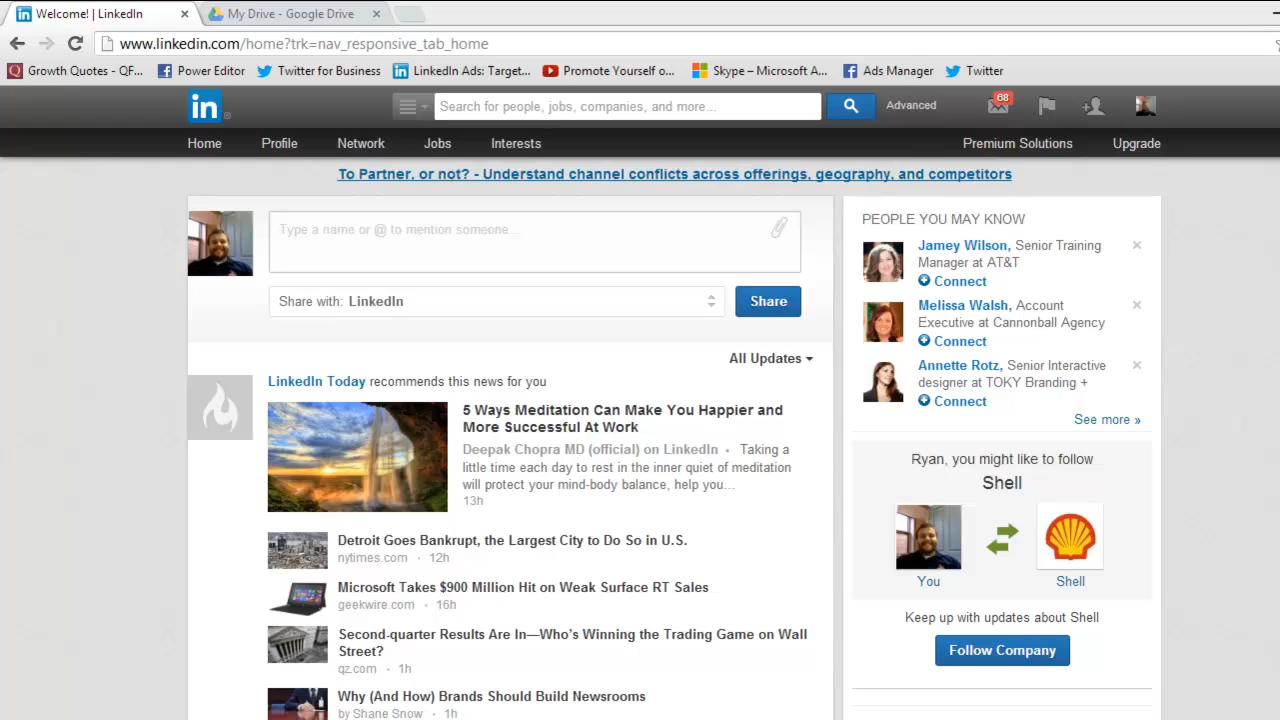 Welcome! | LinkedIn
My Drive - Google Drive
www.linkedin.com/home?trk=nav_responsive_tab_home
Growth Quotes - QF...
Power Editor
Twitter for Business
LinkedIn Ads: Target...
Promote Yourself o...
Skype – Microsoft A...
Ads Manager
Twitter
in
Search for people, jobs, companies, and more...
Advanced
68
Home Profile Network Jobs Interests Premium Solutions Upgrade
To Partner, or not? - Understand channel conflicts across offerings, geography, and competitors
Type a name or @ to mention someone...
Share with: LinkedIn
Share
All Updates
LinkedIn Today recommends this news for you
5 Ways Meditation Can Make You Happier and
More Successful At Work
Deepak Chopra MD (official) on LinkedIn · Taking a
little time each day to rest in the inner quiet of meditation
will protect your mind-body balance, help you...
13h
Detroit Goes Bankrupt, the Largest City to Do So in U.S.
nytimes.com · 12h
Microsoft Takes $900 Million Hit on Weak Surface RT Sales
geekwire.com · 16h
Second-quarter Results Are In—Who's Winning the Trading Game on Wall
Street?
qz.com · 1h
Why (And How) Brands Should Build Newsrooms
by Shane Snow · 1h
PEOPLE YOU MAY KNOW
Jamey Wilson, Senior Training
Manager at AT&T
Connect
Melissa Walsh, Account
Executive at Cannonball Agency
Connect
Annette Rotz, Senior Interactive
designer at TOKY Branding +
Connect
See more »
Ryan, you might like to follow
Shell
You
Shell
Keep up with updates about Shell
Follow Company